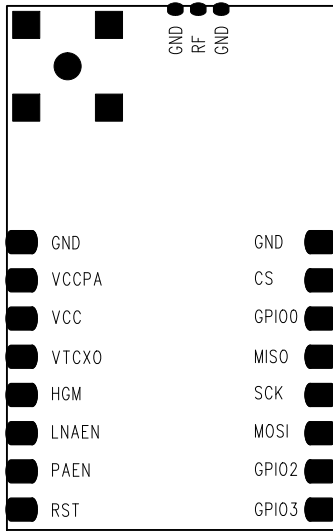 GND RF GND
GND GND
VCCPA CS
VCC GPIO0
VTCXO MISO
HGM SCK
LNAEN MOSI
PAEN GPIO2
RST GPIO3